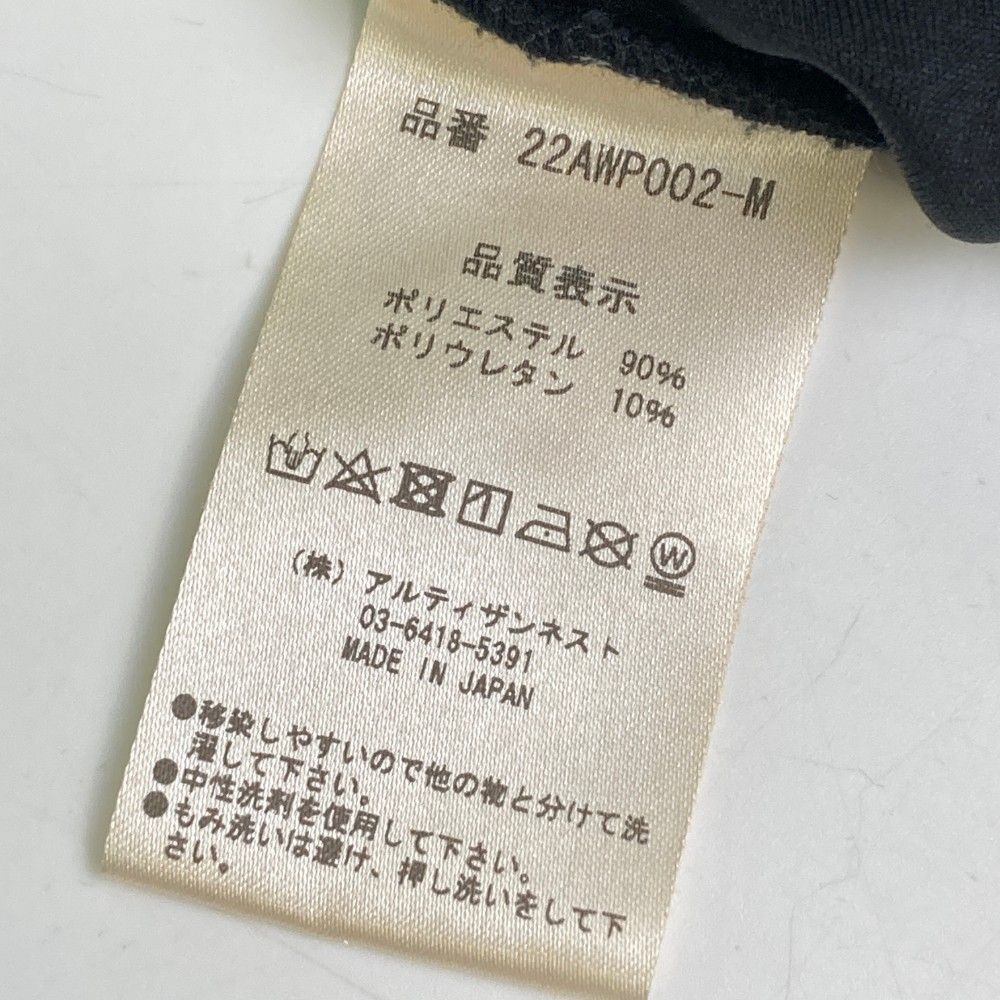 品番 22AWP002-M
品質表示
ポリエステル 90%
ポリウレタン 10%
W
(株)アルティザンネスト
03-6418-5391
MADE IN JAPAN
●移染しやすいので他の物と分けて洗
濯して下さい。
●中性洗剤を使用して下さい。
●もみ洗いは避け、押し洗いをして下
さい。